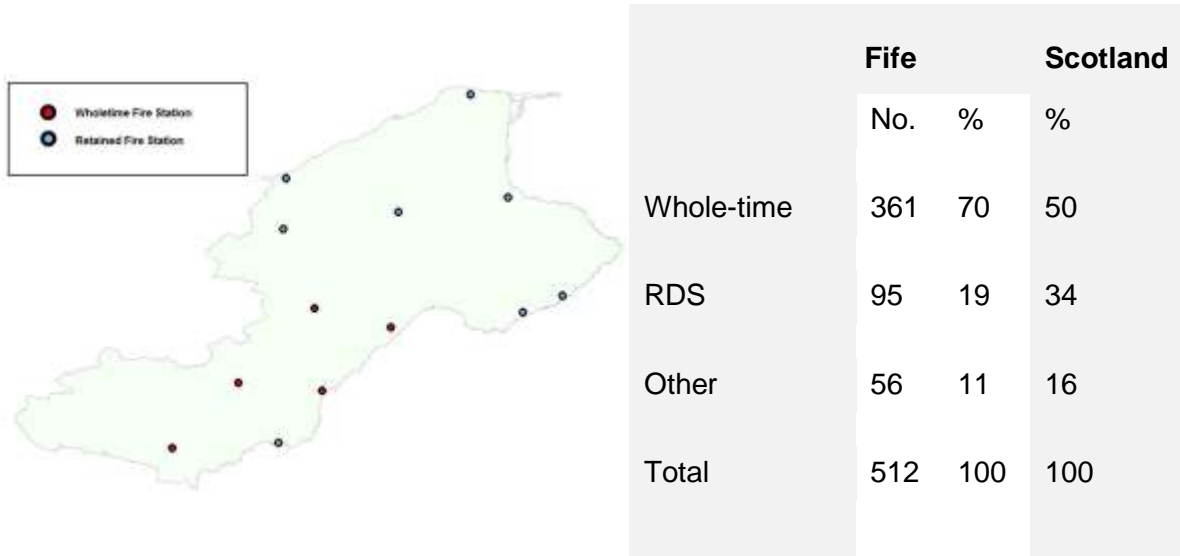 Wholetime Fire Station
Retained Fire Station
Fife Scotland
No. % %
Whole-time 361 70 50
RDS 95 19 34
Other 56 11 16
Total 512 100 100